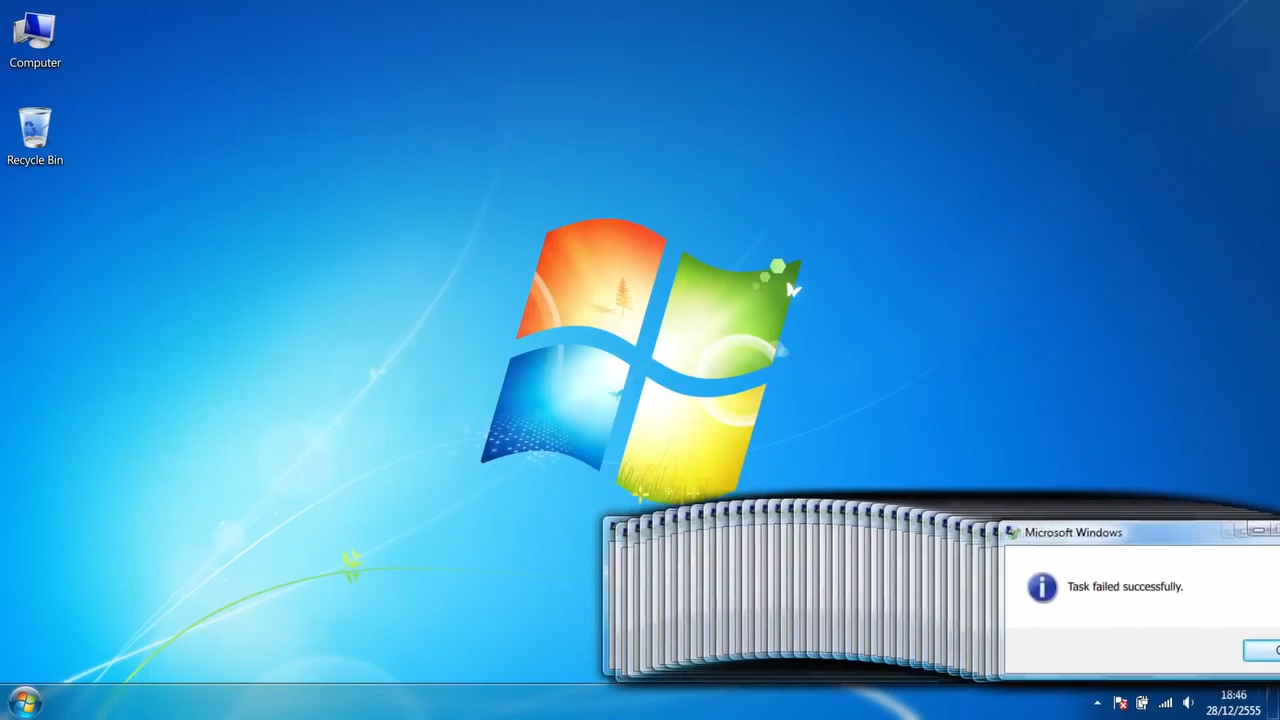 Computer
Recycle Bin
Microsoft Windows
Task failed successfully.
18:46
28/12/2555